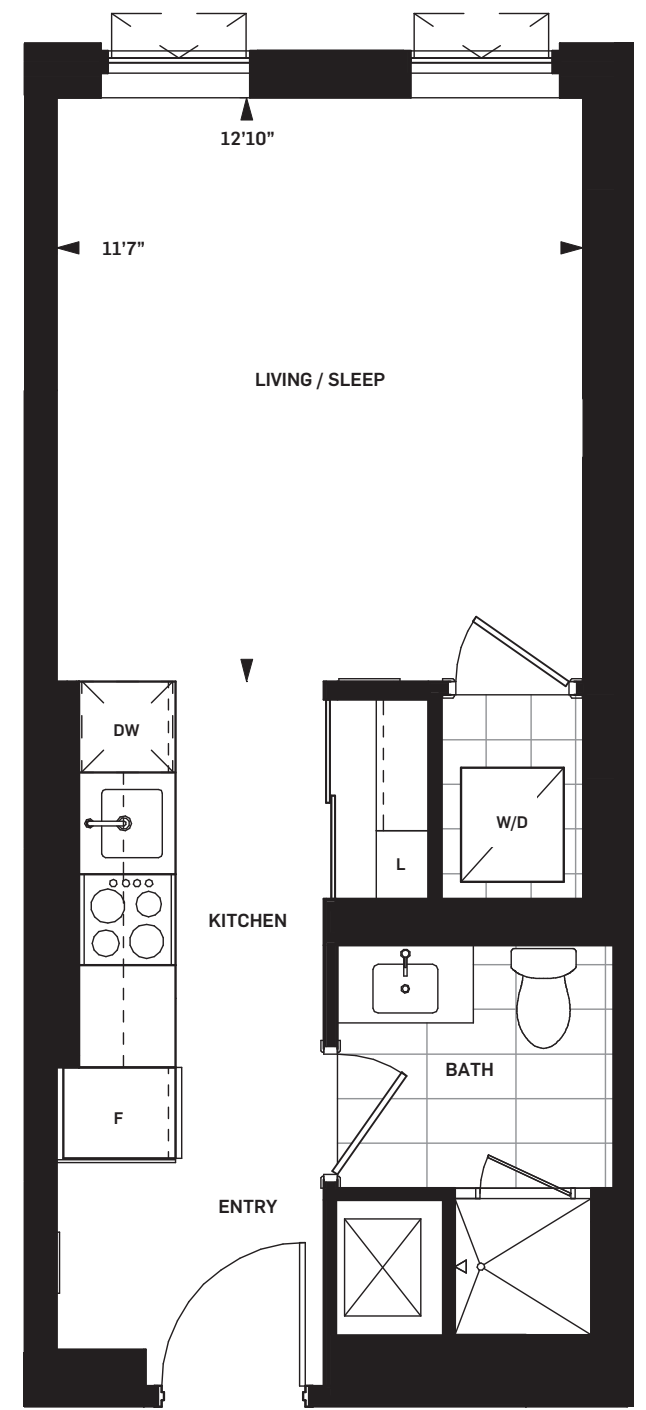 12'10"
11'7"
LIVING / SLEEP
DW
W/D
L
KITCHEN
BATH
F
ENTRY